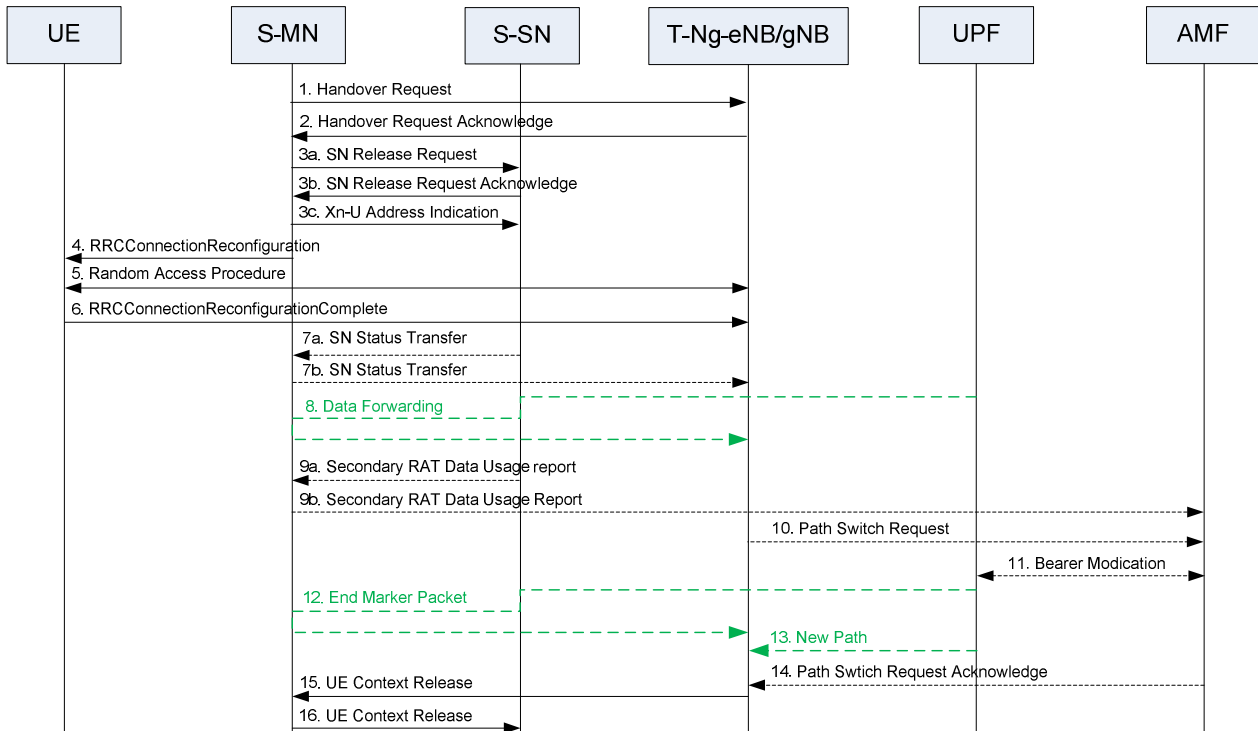 UE
S-MN
S-SN
T-Ng-eNB/gNB
UPF
AMF
1. Handover Request
2. Handover Request Acknowledge
3a. SN Release Request
3b. SN Release Request Acknowledge
3c. Xn-U Address Indication
4. RRCConnectionReconfiguration
5. Random Access Procedure
6. RRCConnectionReconfigurationComplete
7a. SN Status Transfer
7b. SN Status Transfer
8. Data Forwarding
9a. Secondary RAT Data Usage report
9b. Secondary RAT Data Usage Report
10. Path Switch Request
11. Bearer Modication
12. End Marker Packet
13. New Path
14. Path Swtich Request Acknowledge
15. UE Context Release
16. UE Context Release